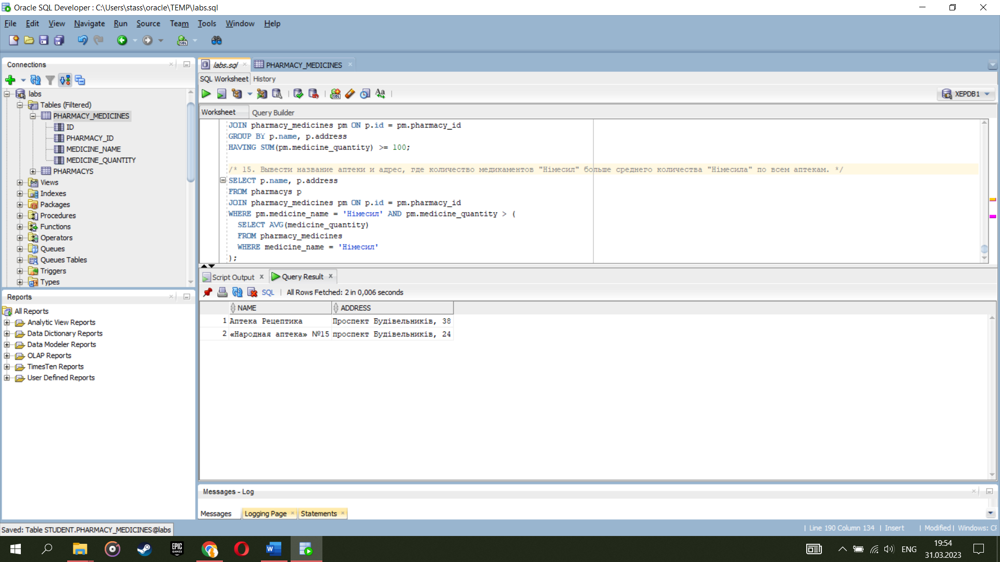 Oracle SQL Developer : C:\Users\stass\oracle\TEMP\labs.sql
File Edit View Navigate Run Source Team Tools Window Help
Connections
labs
Tables (Filtered)
PHARMACY_MEDICINES
ID
PHARMACY_ID
MEDICINE_NAME
MEDICINE_QUANTITY
PHARMACYS
Views
Indexes
Packages
Procedures
Functions
Operators
Queues
Queues Tables
Triggers
Types
Reports
All Reports
Analytic View Reports
Data Dictionary Reports
Data Modeler Reports
OLAP Reports
TimesTen Reports
User Defined Reports
labs.sql PHARMACY_MEDICINES
SQL Worksheet History
XEPDB1
Worksheet Query Builder
JOIN pharmacy_medicines pm ON p.id = pm.pharmacy_id
GROUP BY p.name, p.address
HAVING SUM(pm.medicine_quantity) >= 100;
/* 15. Вывести название аптеки и адрес, где количество медикаментов "Німесил" больше среднего количества "Німесила" по всем аптекам. */
SELECT p.name, p.address
FROM pharmacys p
JOIN pharmacy_medicines pm ON p.id = pm.pharmacy_id
WHERE pm.medicine_name = 'Німесил' AND pm.medicine_quantity > (
SELECT AVG(medicine_quantity)
FROM pharmacy_medicines
WHERE medicine_name = 'Німесил'
);
Script Output Query Result
SQL All Rows Fetched: 2 in 0,006 seconds
NAME ADDRESS
1 Аптека Рецептика Проспект Будівельників, 38
2 «Народная аптека» №15 проспект Будівельників, 24
Messages - Log
Messages Logging Page Statements
Saved: Table STUDENT.PHARMACY_MEDICINES@labs
Line 190 Column 134 | Insert | Modified | Windows: CF
EPIC GAMES
ENG
19:54
31.03.2023